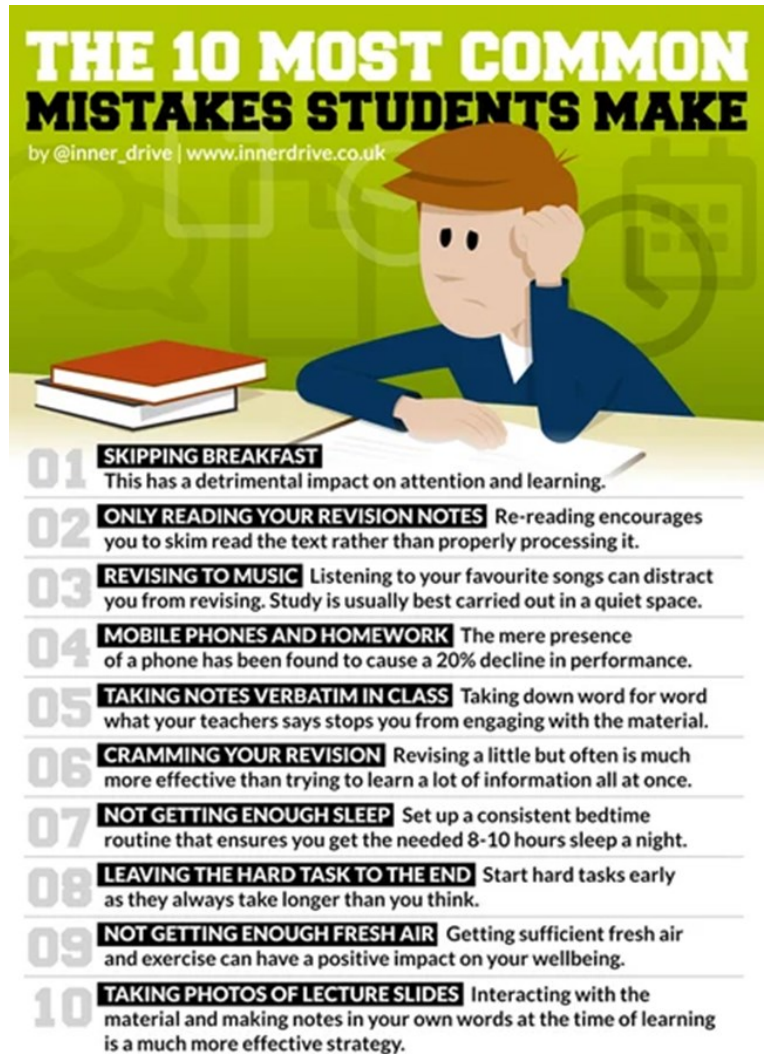 THE 10 MOST COMMON
MISTAKES STUDENTS MAKE
by @inner_drive | www.innerdrive.co.uk
01 SKIPPING BREAKFAST
This has a detrimental impact on attention and learning.
02 ONLY READING YOUR REVISION NOTES Re-reading encourages
you to skim read the text rather than properly processing it.
03 REVISING TO MUSIC Listening to your favourite songs can distract
you from revising. Study is usually best carried out in a quiet space.
04 MOBILE PHONES AND HOMEWORK The mere presence
of a phone has been found to cause a 20% decline in performance.
05 TAKING NOTES VERBATIM IN CLASS Taking down word for word
what your teachers says stops you from engaging with the material.
06 CRAMMING YOUR REVISION Revising a little but often is much
more effective than trying to learn a lot of information all at once.
07 NOT GETTING ENOUGH SLEEP Set up a consistent bedtime
routine that ensures you get the needed 8-10 hours sleep a night.
08 LEAVING THE HARD TASK TO THE END Start hard tasks early
as they always take longer than you think.
09 NOT GETTING ENOUGH FRESH AIR Getting sufficient fresh air
and exercise can have a positive impact on your wellbeing.
10 TAKING PHOTOS OF LECTURE SLIDES Interacting with the
material and making notes in your own words at the time of learning
is a much more effective strategy.